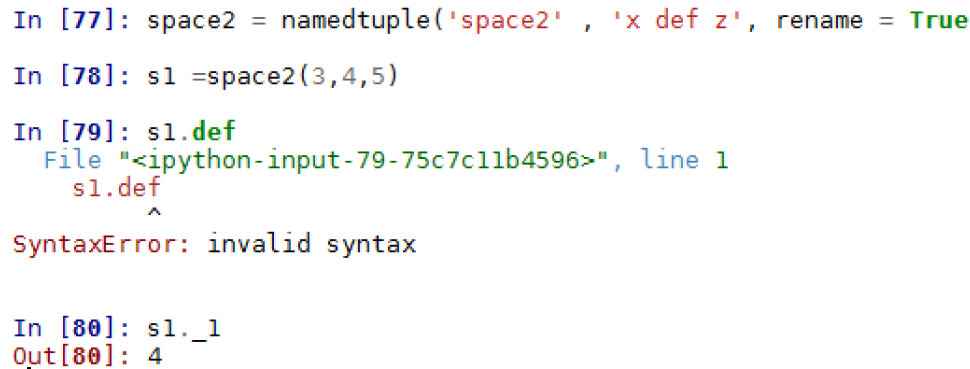 In [77]: space2 = namedtuple('space2' , 'x def z', rename = True
In [78]: s1 =space2(3,4,5)
In [79]: s1.def
File "<ipython-input-79-75c7c11b4596>", line 1
s1.def
^
SyntaxError: invalid syntax
In [80]: s1._1
Out[80]: 4